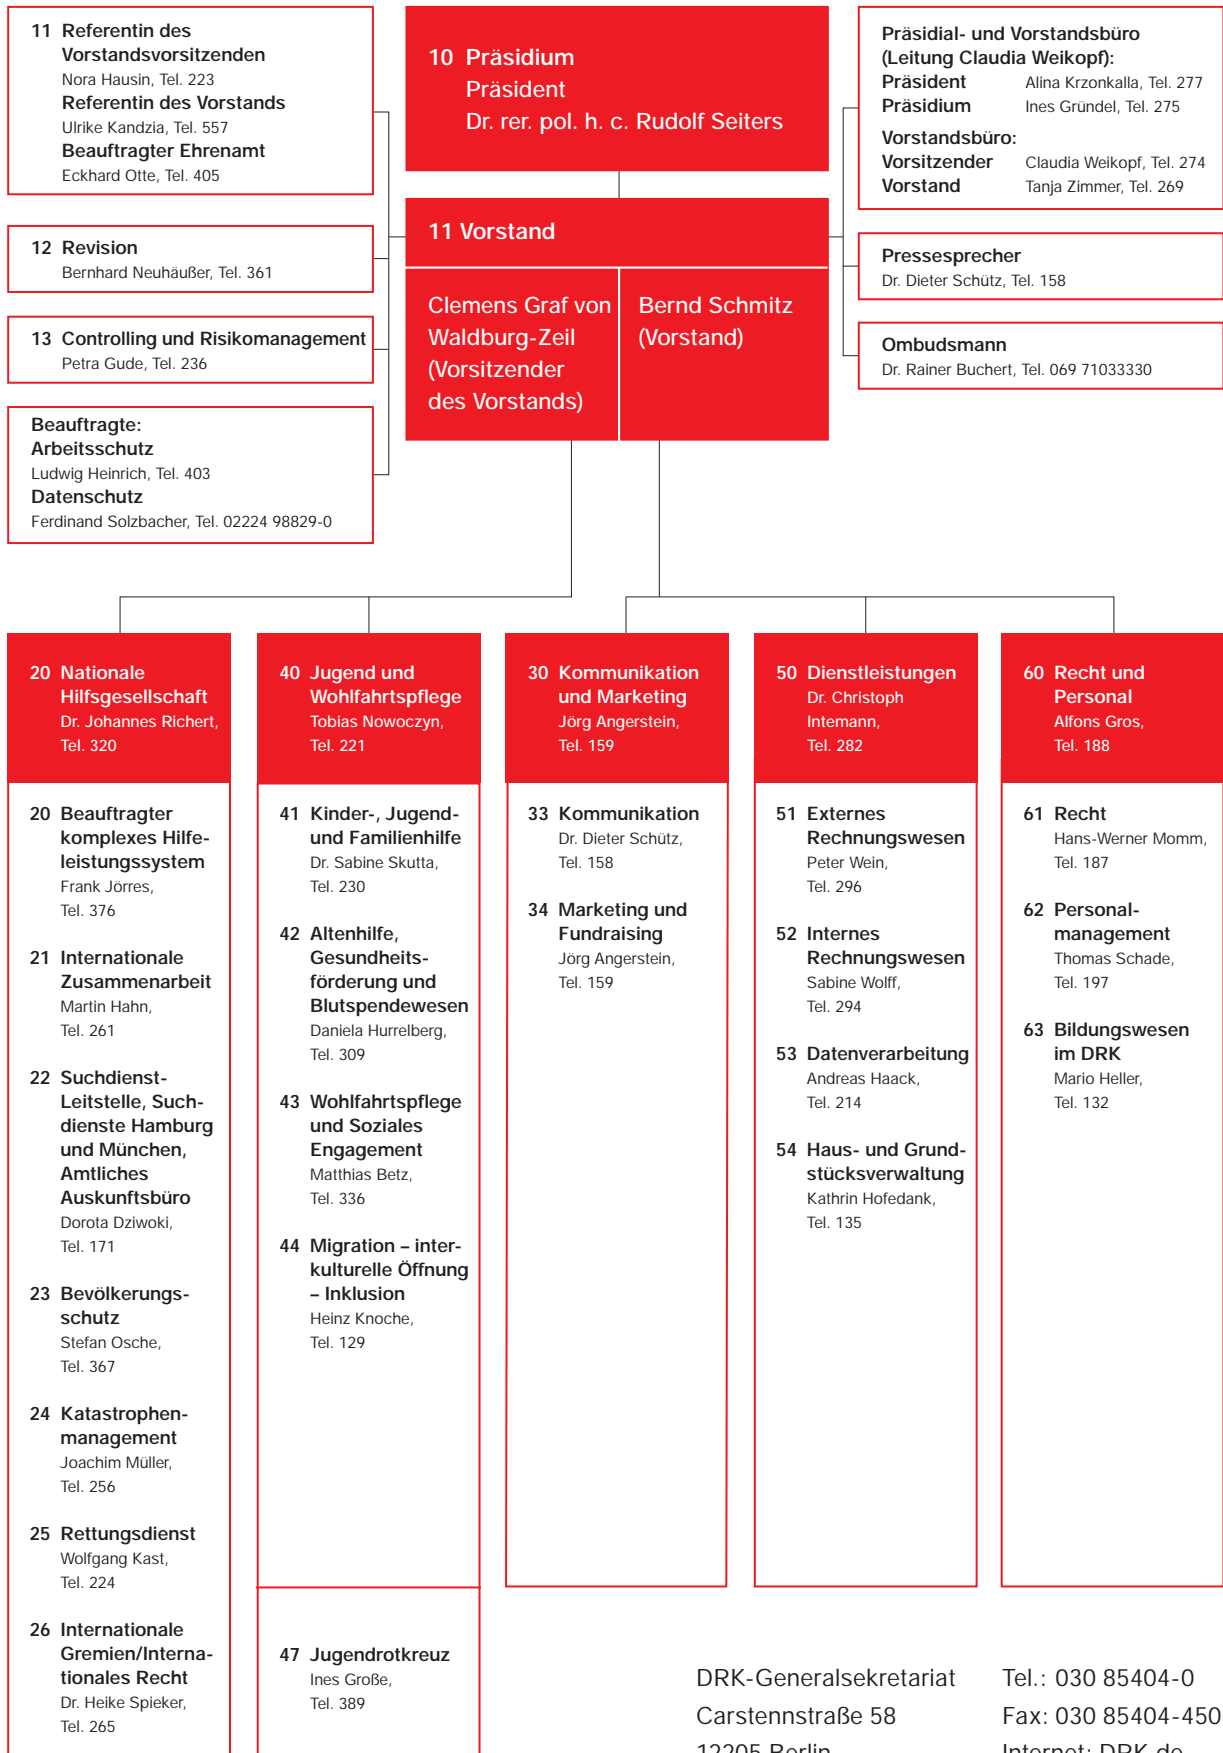 11 Referentin des
Vorstandsvorsitzenden
Nora Hausin, Tel. 223
Referentin des Vorstands
Ulrike Kandzia, Tel. 557
Beauftragter Ehrenamt
Eckhard Otte, Tel. 405
12 Revision
Bernhard Neuhäußer, Tel. 361
13 Controlling und Risikomanagement
Petra Gude, Tel. 236
Beauftragte:
Arbeitsschutz
Ludwig Heinrich, Tel. 403
Datenschutz
Ferdinand Solzbacher, Tel. 02224 98829-0
10 Präsidium
Präsident
Dr. rer. pol. h. c. Rudolf Seiters
11 Vorstand
Clemens Graf von
Waldburg-Zeil
(Vorsitzender
des Vorstands)
Bernd Schmitz
(Vorstand)
Präsidial- und Vorstandsbüro
(Leitung Claudia Weikopf):
Präsident Alina Krzonkalla, Tel. 277
Präsidium Ines Gründel, Tel. 275
Vorstandsbüro:
Vorsitzender Claudia Weikopf, Tel. 274
Vorstand Tanja Zimmer, Tel. 269
Pressesprecher
Dr. Dieter Schütz, Tel. 158
Ombudsmann
Dr. Rainer Buchert, Tel. 069 71033330
20 Nationale
Hilfsgesellschaft
Dr. Johannes Richert,
Tel. 320
20 Beauftragter
komplexes Hilfe-
leistungssystem
Frank Jörres,
Tel. 376
21 Internationale
Zusammenarbeit
Martin Hahn,
Tel. 261
22 Suchdienst-
Leitstelle, Such-
dienste Hamburg
und München,
Amtliches
Auskunftsbüro
Dorota Dziwoki,
Tel. 171
23 Bevölkerungs-
schutz
Stefan Osche,
Tel. 367
24 Katastrophen-
management
Joachim Müller,
Tel. 256
25 Rettungsdienst
Wolfgang Kast,
Tel. 224
26 Internationale
Gremien/Interna-
tionales Recht
Dr. Heike Spieker,
Tel. 265
40 Jugend und
Wohlfahrtspflege
Tobias Nowoczyn,
Tel. 221
41 Kinder-, Jugend-
und Familienhilfe
Dr. Sabine Skutta,
Tel. 230
42 Altenhilfe,
Gesundheits-
förderung und
Blutspendewesen
Daniela Hurrelberg,
Tel. 309
43 Wohlfahrtspflege
und Soziales
Engagement
Matthias Betz,
Tel. 336
44 Migration – inter-
kulturelle Öffnung
– Inklusion
Heinz Knoche,
Tel. 129
47 Jugendrotkreuz
Ines Große,
Tel. 389
30 Kommunikation
und Marketing
Jörg Angerstein,
Tel. 159
33 Kommunikation
Dr. Dieter Schütz,
Tel. 158
34 Marketing und
Fundraising
Jörg Angerstein,
Tel. 159
50 Dienstleistungen
Dr. Christoph
Intemann,
Tel. 282
51 Externes
Rechnungswesen
Peter Wein,
Tel. 296
52 Internes
Rechnungswesen
Sabine Wolff,
Tel. 294
53 Datenverarbeitung
Andreas Haack,
Tel. 214
54 Haus- und Grund-
stücksverwaltung
Kathrin Hofedank,
Tel. 135
60 Recht und
Personal
Alfons Gros,
Tel. 188
61 Recht
Hans-Werner Momm,
Tel. 187
62 Personal-
management
Thomas Schade,
Tel. 197
63 Bildungswesen
im DRK
Mario Heller,
Tel. 132
DRK-Generalsekretariat
Carstennstraße 58
12205 Berlin
Tel.: 030 85404-0
Fax: 030 85404-450
Internet: DRK.de